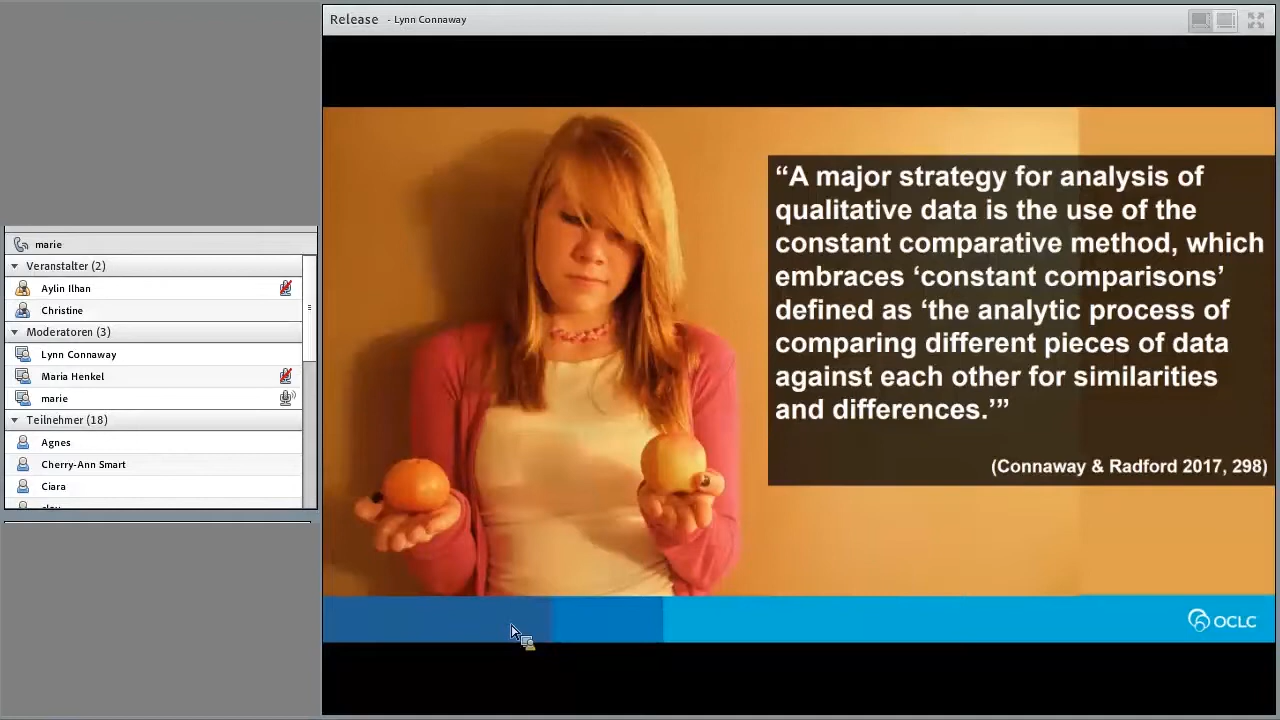 Release - Lynn Connaway
marie
Veranstalter (2)
Aylin Ilhan
Christine
Moderatoren (3)
Lynn Connaway
Maria Henkel
marie
Teilnehmer (18)
Agnes
Cherry-Ann Smart
Ciara
“A major strategy for analysis of
qualitative data is the use of the
constant comparative method, which
embraces ‘constant comparisons’
defined as ‘the analytic process of
comparing different pieces of data
against each other for similarities
and differences.’”
(Connaway & Radford 2017, 298)
OCLC